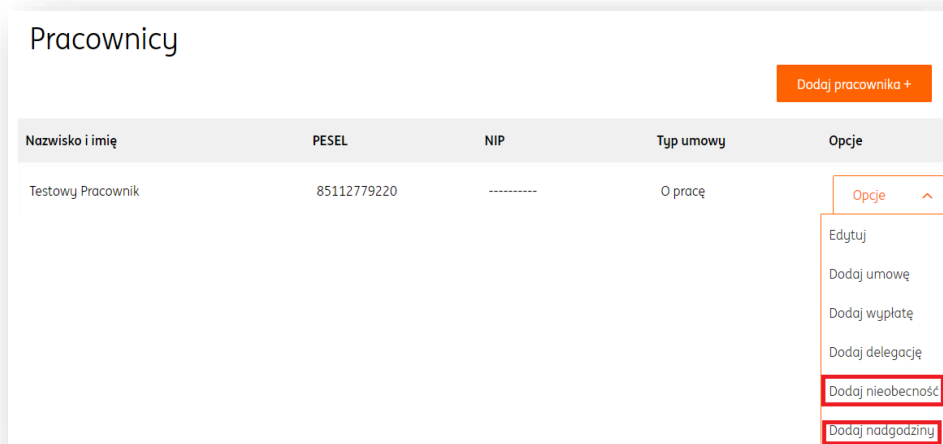 Pracownicy
Dodaj pracownika +
Nazwisko i imię PESEL NIP Typ umowy Opcje
Testowy Pracownik 85112779220 ---------- O pracę Opcje
Edytuj
Dodaj umowę
Dodaj wypłatę
Dodaj delegację
Dodaj nieobecność
Dodaj nadgodziny